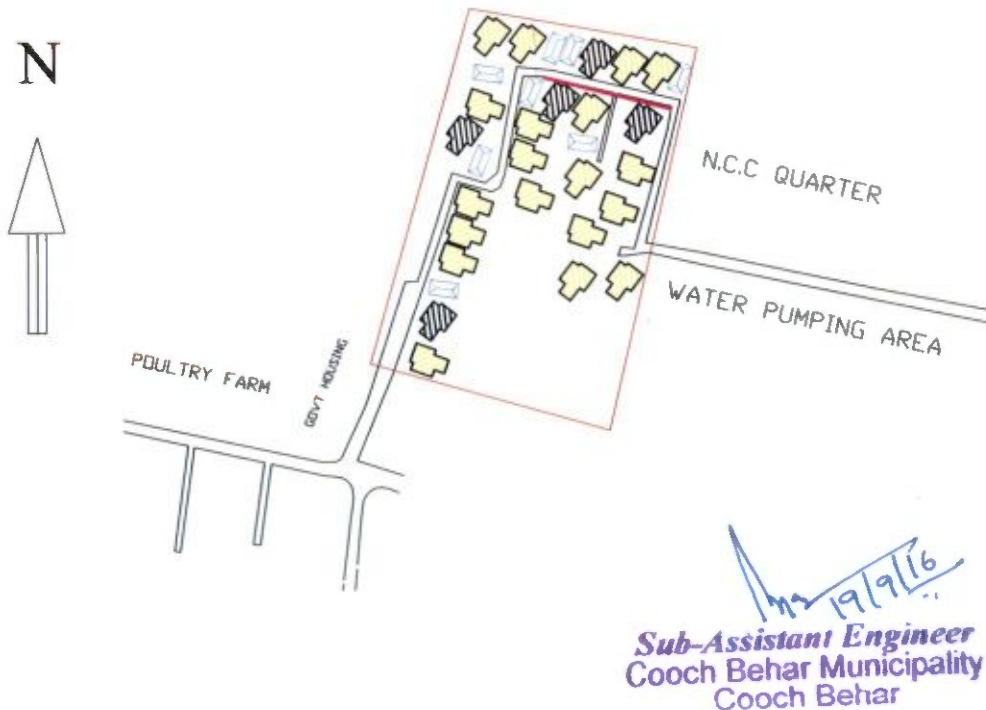 N
N.C.C QUARTER
WATER PUMPING AREA
POULTRY FARM
GOVT HOUSING
19/9/16
Sub-Assistant Engineer
Cooch Behar Municipality
Cooch Behar